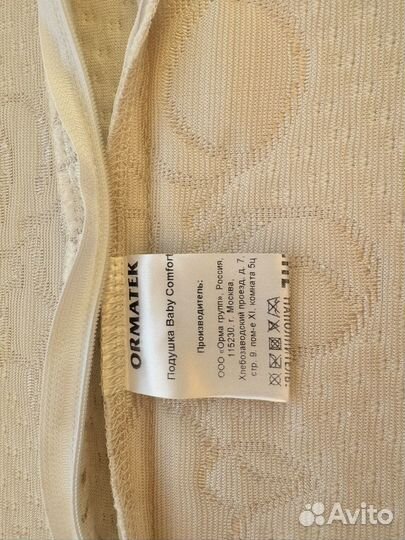 ORMATEK
Подушка Baby Comfort
Производитель:
ООО «Орма групп», Россия,
115230, г. Москва,
Хлебозаводский проезд, д. 7,
стр. 9, пом-е XI, комната 5ц
НАПОЛНИТЕЛЬ:
Avito